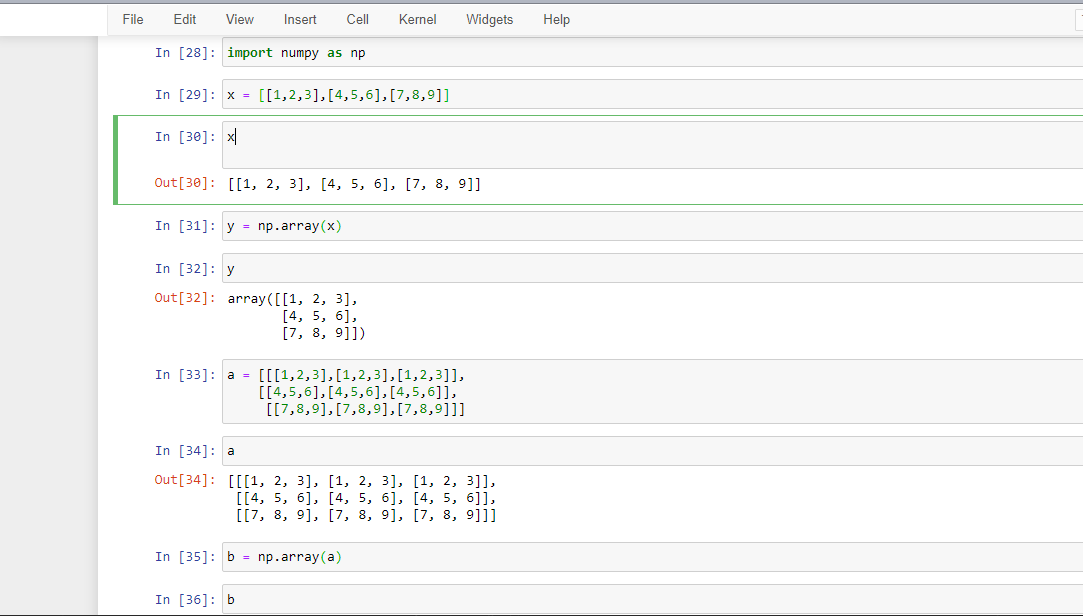 File Edit View Insert Cell Kernel Widgets Help
In [28]: import numpy as np
In [29]: x = [[1,2,3],[4,5,6],[7,8,9]]
In [30]: x
Out[30]: [[1, 2, 3], [4, 5, 6], [7, 8, 9]]
In [31]: y = np.array(x)
In [32]: y
Out[32]: array([[1, 2, 3],
[4, 5, 6],
[7, 8, 9]])
In [33]: a = [[[1,2,3],[1,2,3],[1,2,3]],
[[4,5,6],[4,5,6],[4,5,6]],
[[7,8,9],[7,8,9],[7,8,9]]]
In [34]: a
Out[34]: [[[1, 2, 3], [1, 2, 3], [1, 2, 3]],
[[4, 5, 6], [4, 5, 6], [4, 5, 6]],
[[7, 8, 9], [7, 8, 9], [7, 8, 9]]]
In [35]: b = np.array(a)
In [36]: b